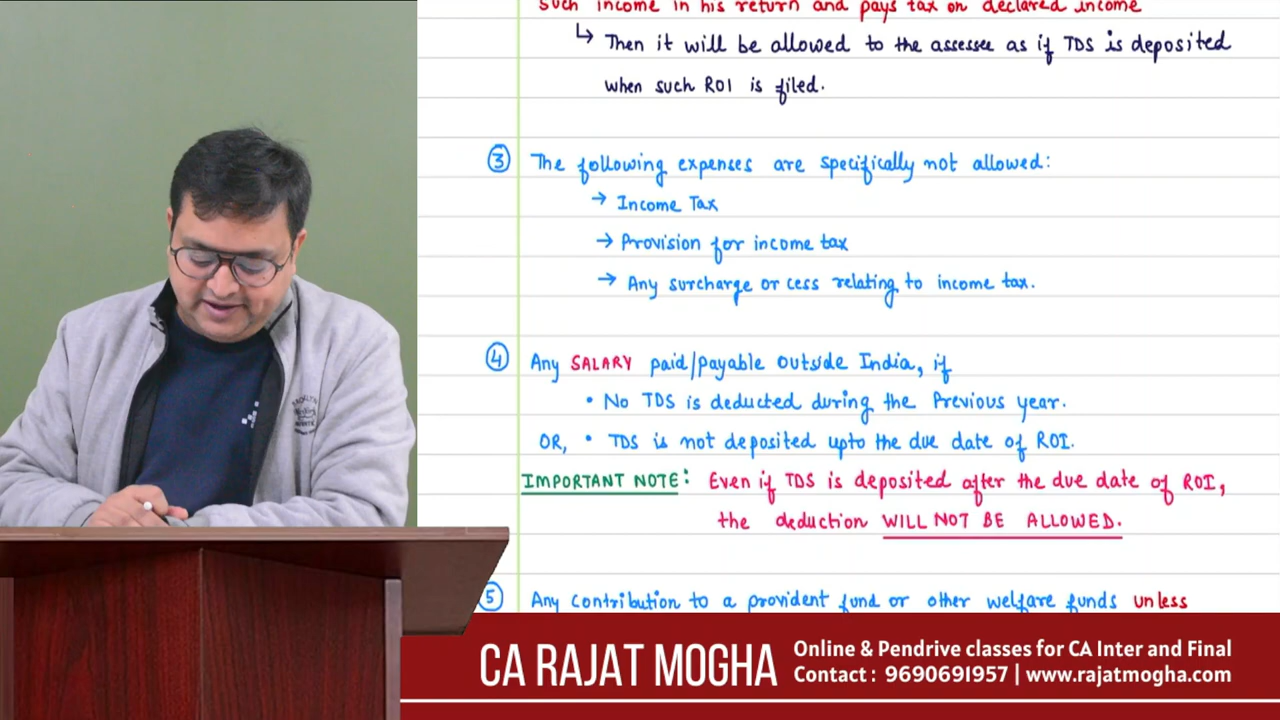 such income in his return and pays tax on declared income
↳ Then it will be allowed to the assessee as if TDS is deposited
when such ROI is filed.
③ The following expenses are specifically not allowed:
→ Income Tax
→ Provision for income tax
→ Any surcharge or cess relating to income tax.
④ Any SALARY paid/payable outside India, if
• No TDS is deducted during the Previous year.
OR, • TDS is not deposited upto the due date of ROI.
IMPORTANT NOTE: Even if TDS is deposited after the due date of ROI,
the deduction WILL NOT BE ALLOWED.
⑤ Any contribution to a provident fund or other welfare funds unless
CA RAJAT MOGHA
Online & Pendrive classes for CA Inter and Final
Contact : 9690691957 | www.rajatmogha.com